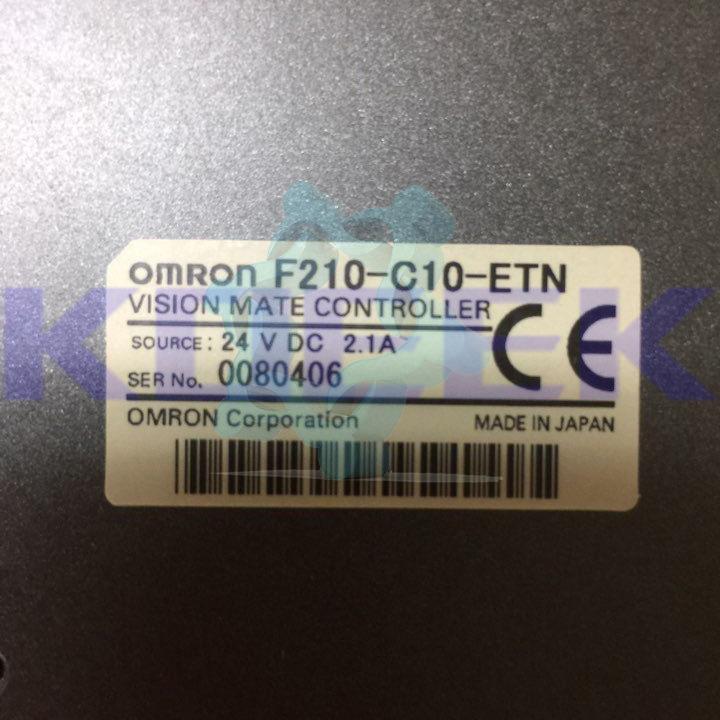 OMRON F210-C10-ETN
VISION MATE CONTROLLER
SOURCE: 24 V DC 2.1A
CE
SER No. 0080406
OMRON Corporation
MADE IN JAPAN